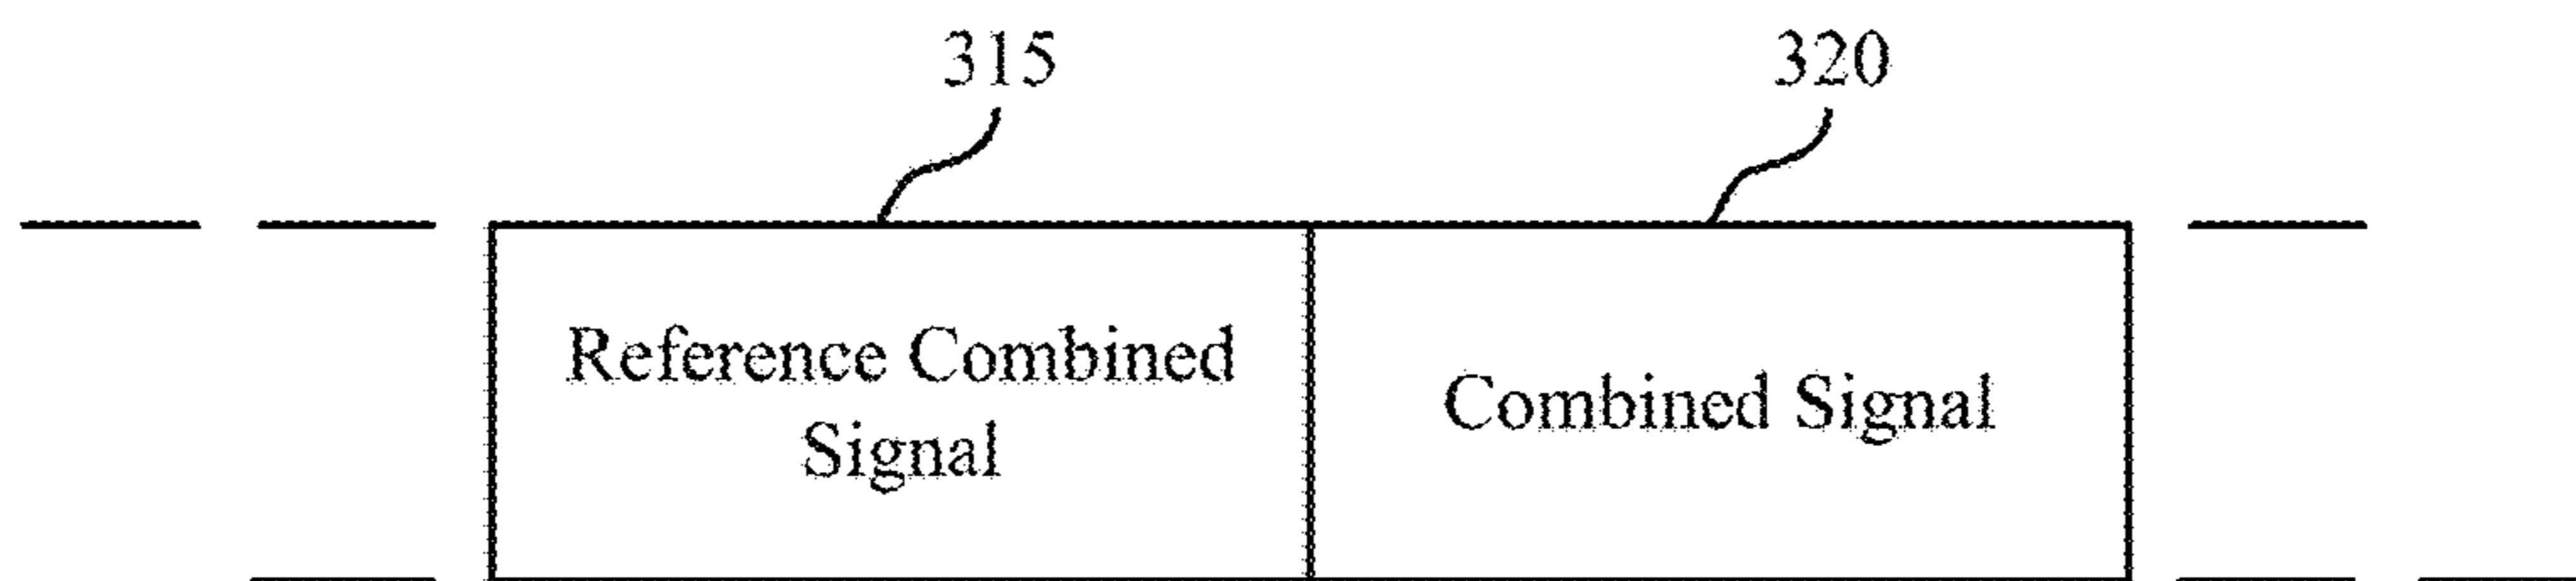 315
320
Reference Combined
Signal
Combined Signal